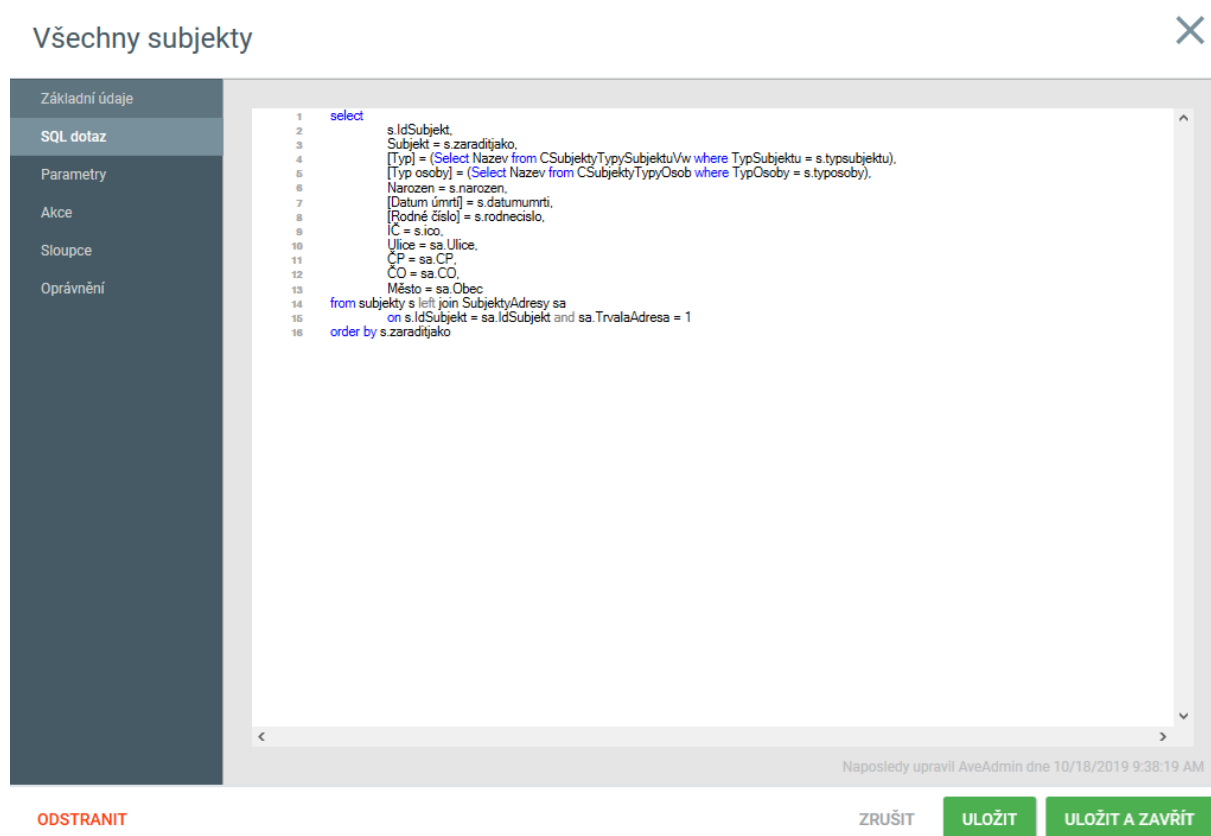 Všechny subjekty
Základní údaje
SQL dotaz
Parametry
Akce
Sloupce
Oprávnění
1 select
2 s.IdSubjekt,
3 Subjekt = s.zaraditjako,
4 [Typ] = (Select Nazev from CSubjektyTypySubjektuVw where TypSubjektu = s.typsubjektu),
5 [Typ osoby] = (Select Nazev from CSubjektyTypyOsob where TypOsoby = s.typosoby),
6 Narozen = s.narozen,
7 [Datum úmrtí] = s.datumumrti,
8 [Rodné číslo] = s.rodnecislo,
9 IČ = s.ico,
10 Ulice = sa.Ulice,
11 ČP = sa.CP,
12 ČO = sa.CO,
13 Město = sa.Obec
14 from subjekty s left join SubjektyAdresy sa
15 on s.IdSubjekt = sa.IdSubjekt and sa.TrvalaAdresa = 1
16 order by s.zaraditjako
Naposledy upravil AveAdmin dne 10/18/2019 9:38:19 AM
ODSTRANIT
ZRUŠIT
ULOŽIT
ULOŽIT A ZAVŘÍT